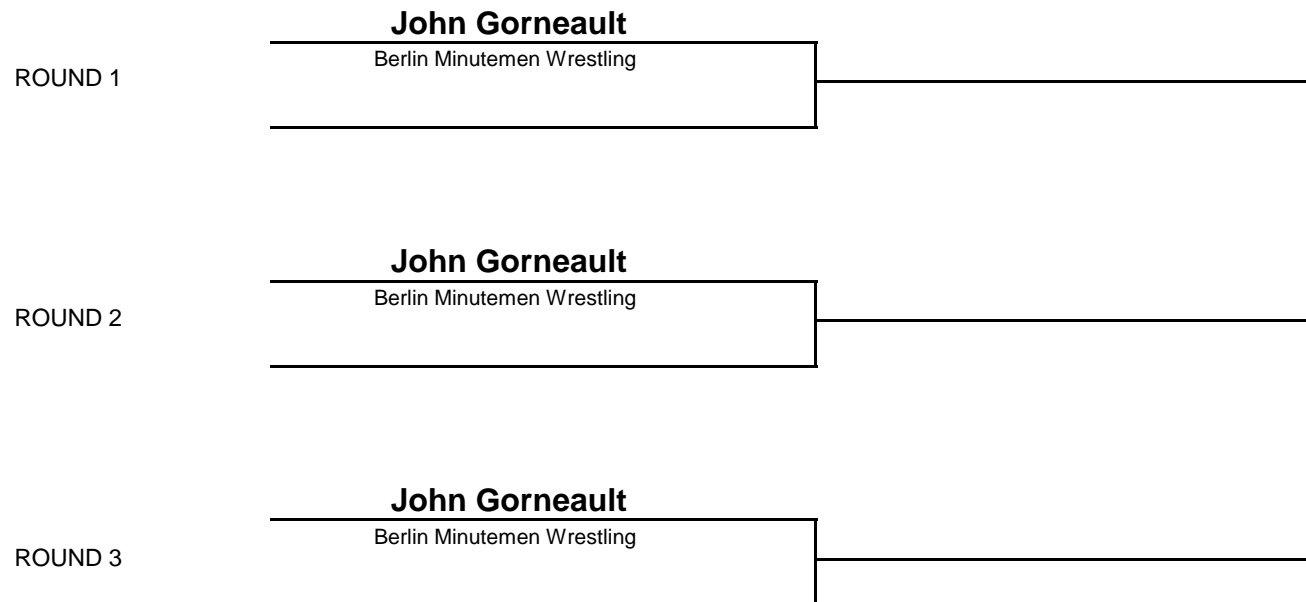 John Gorneault
Berlin Minutemen Wrestling
ROUND 1
John Gorneault
Berlin Minutemen Wrestling
ROUND 2
John Gorneault
Berlin Minutemen Wrestling
ROUND 3